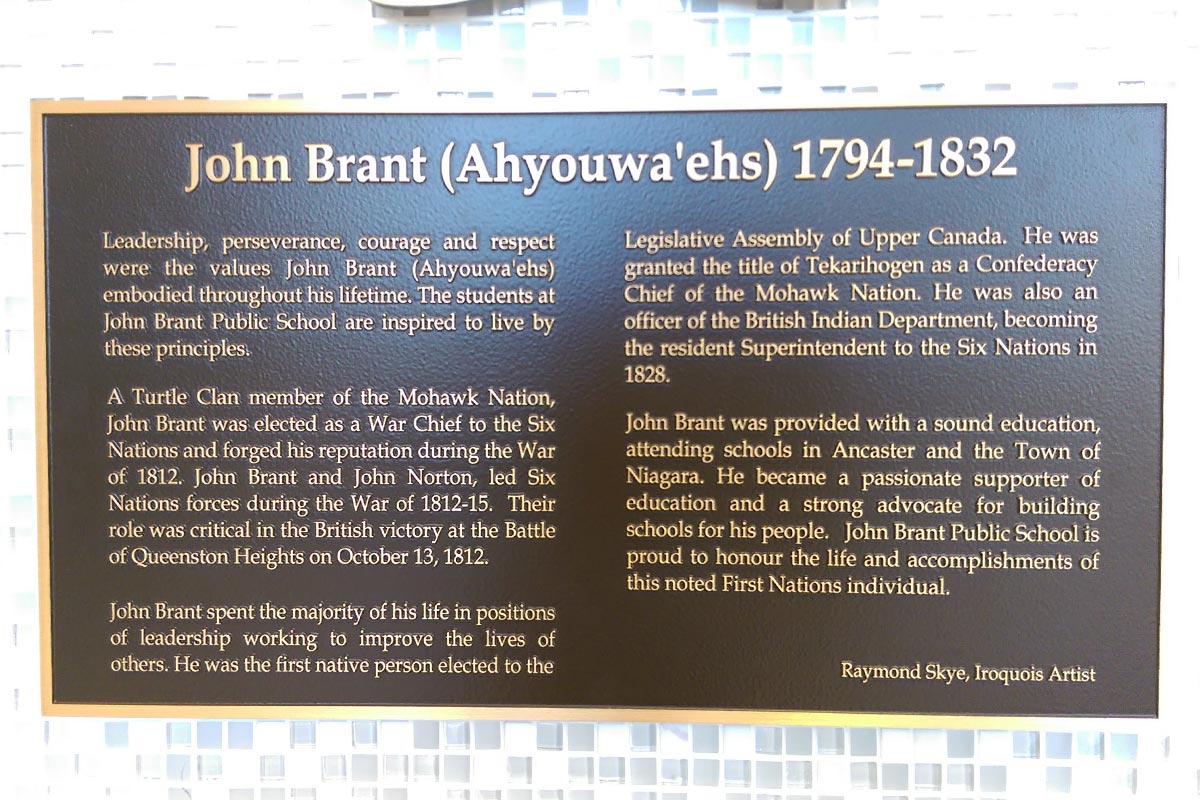 John Brant (Ahyouwa'ehs) 1794-1832
Leadership, perseverance, courage and respect
were the values John Brant (Ahyouwa'ehs)
embodied throughout his lifetime. The students at
John Brant Public School are inspired to live by
these principles.
A Turtle Clan member of the Mohawk Nation,
John Brant was elected as a War Chief to the Six
Nations and forged his reputation during the War
of 1812. John Brant and John Norton, led Six
Nations forces during the War of 1812-15. Their
role was critical in the British victory at the Battle
of Queenston Heights on October 13, 1812.
John Brant spent the majority of his life in positions
of leadership working to improve the lives of
others. He was the first native person elected to the
Legislative Assembly of Upper Canada. He was
granted the title of Tekarihogen as a Confederacy
Chief of the Mohawk Nation. He was also an
officer of the British Indian Department, becoming
the resident Superintendent to the Six Nations in
1828.
John Brant was provided with a sound education,
attending schools in Ancaster and the Town of
Niagara. He became a passionate supporter of
education and a strong advocate for building
schools for his people. John Brant Public School is
proud to honour the life and accomplishments of
this noted First Nations individual.
Raymond Skye, Iroquois Artist